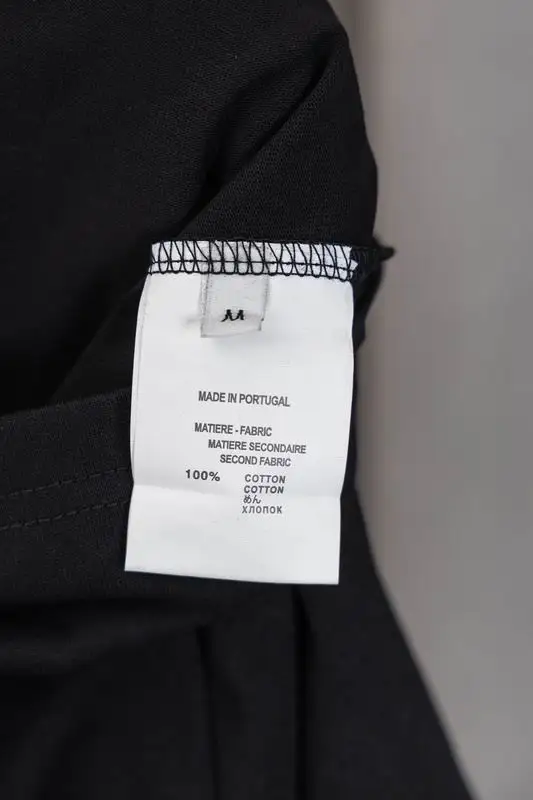 M
MADE IN PORTUGAL
MATIERE - FABRIC
MATIERE SECONDAIRE
SECOND FABRIC
100% COTTON
COTTON
めん
ХЛОПОК